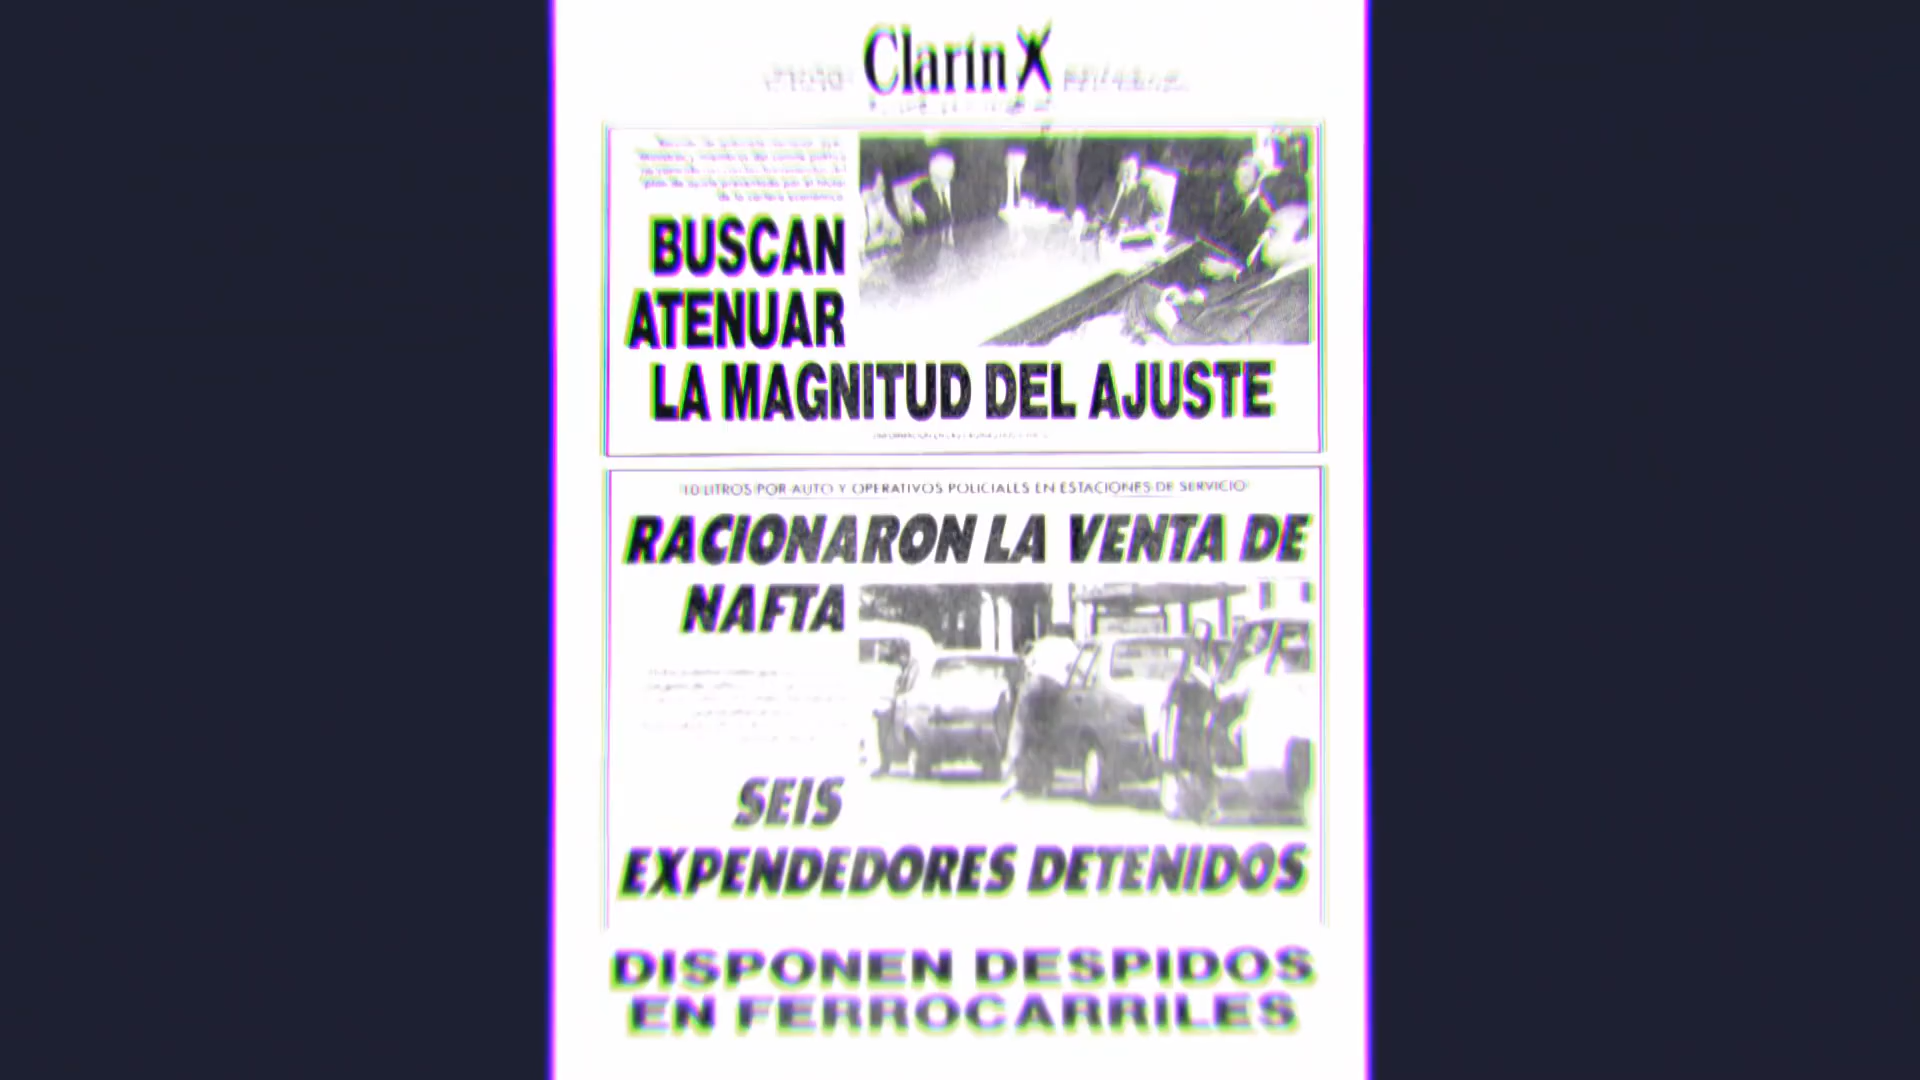 Clarín
BUSCAN
ATENUAR
LA MAGNITUD DEL AJUSTE
10 LITROS POR AUTO Y OPERATIVOS POLICIALES EN ESTACIONES DE SERVICIO
RACIONARON LA VENTA DE
NAFTA
SEIS
EXPENDEDORES DETENIDOS
DISPONEN DESPIDOS
EN FERROCARRILES